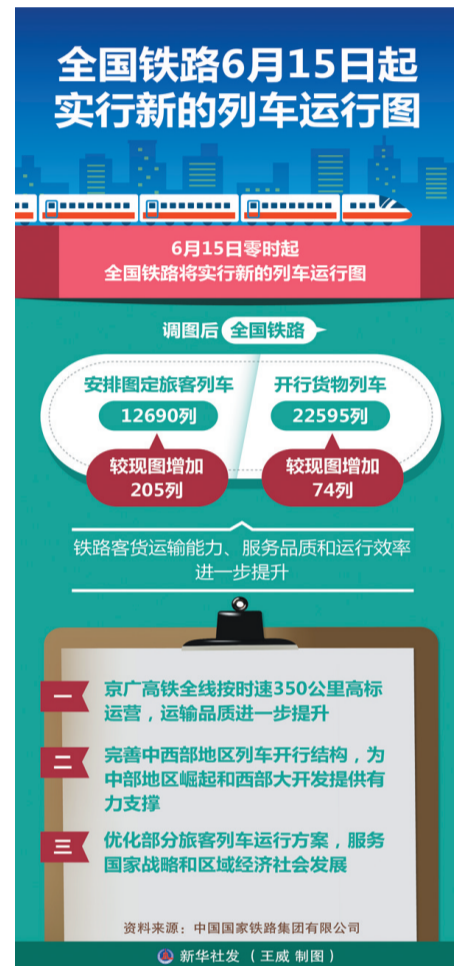 全国铁路6月15日起
实行新的列车运行图
6月15日零时起
全国铁路将实行新的列车运行图
调图后 全国铁路
安排图定旅客列车
12690列
较现图增加
205列
开行货物列车
22595列
较现图增加
74列
铁路客货运输能力、服务品质和运行效率
进一步提升
一
京广高铁全线按时速350公里高标
运营，运输品质进一步提升
二
完善中西部地区列车开行结构，为
中部地区崛起和西部大开发提供有
力支撑
三
优化部分旅客列车运行方案，服务
国家战略和区域经济社会发展
资料来源：中国国家铁路集团有限公司
新华社发（王威 制图）